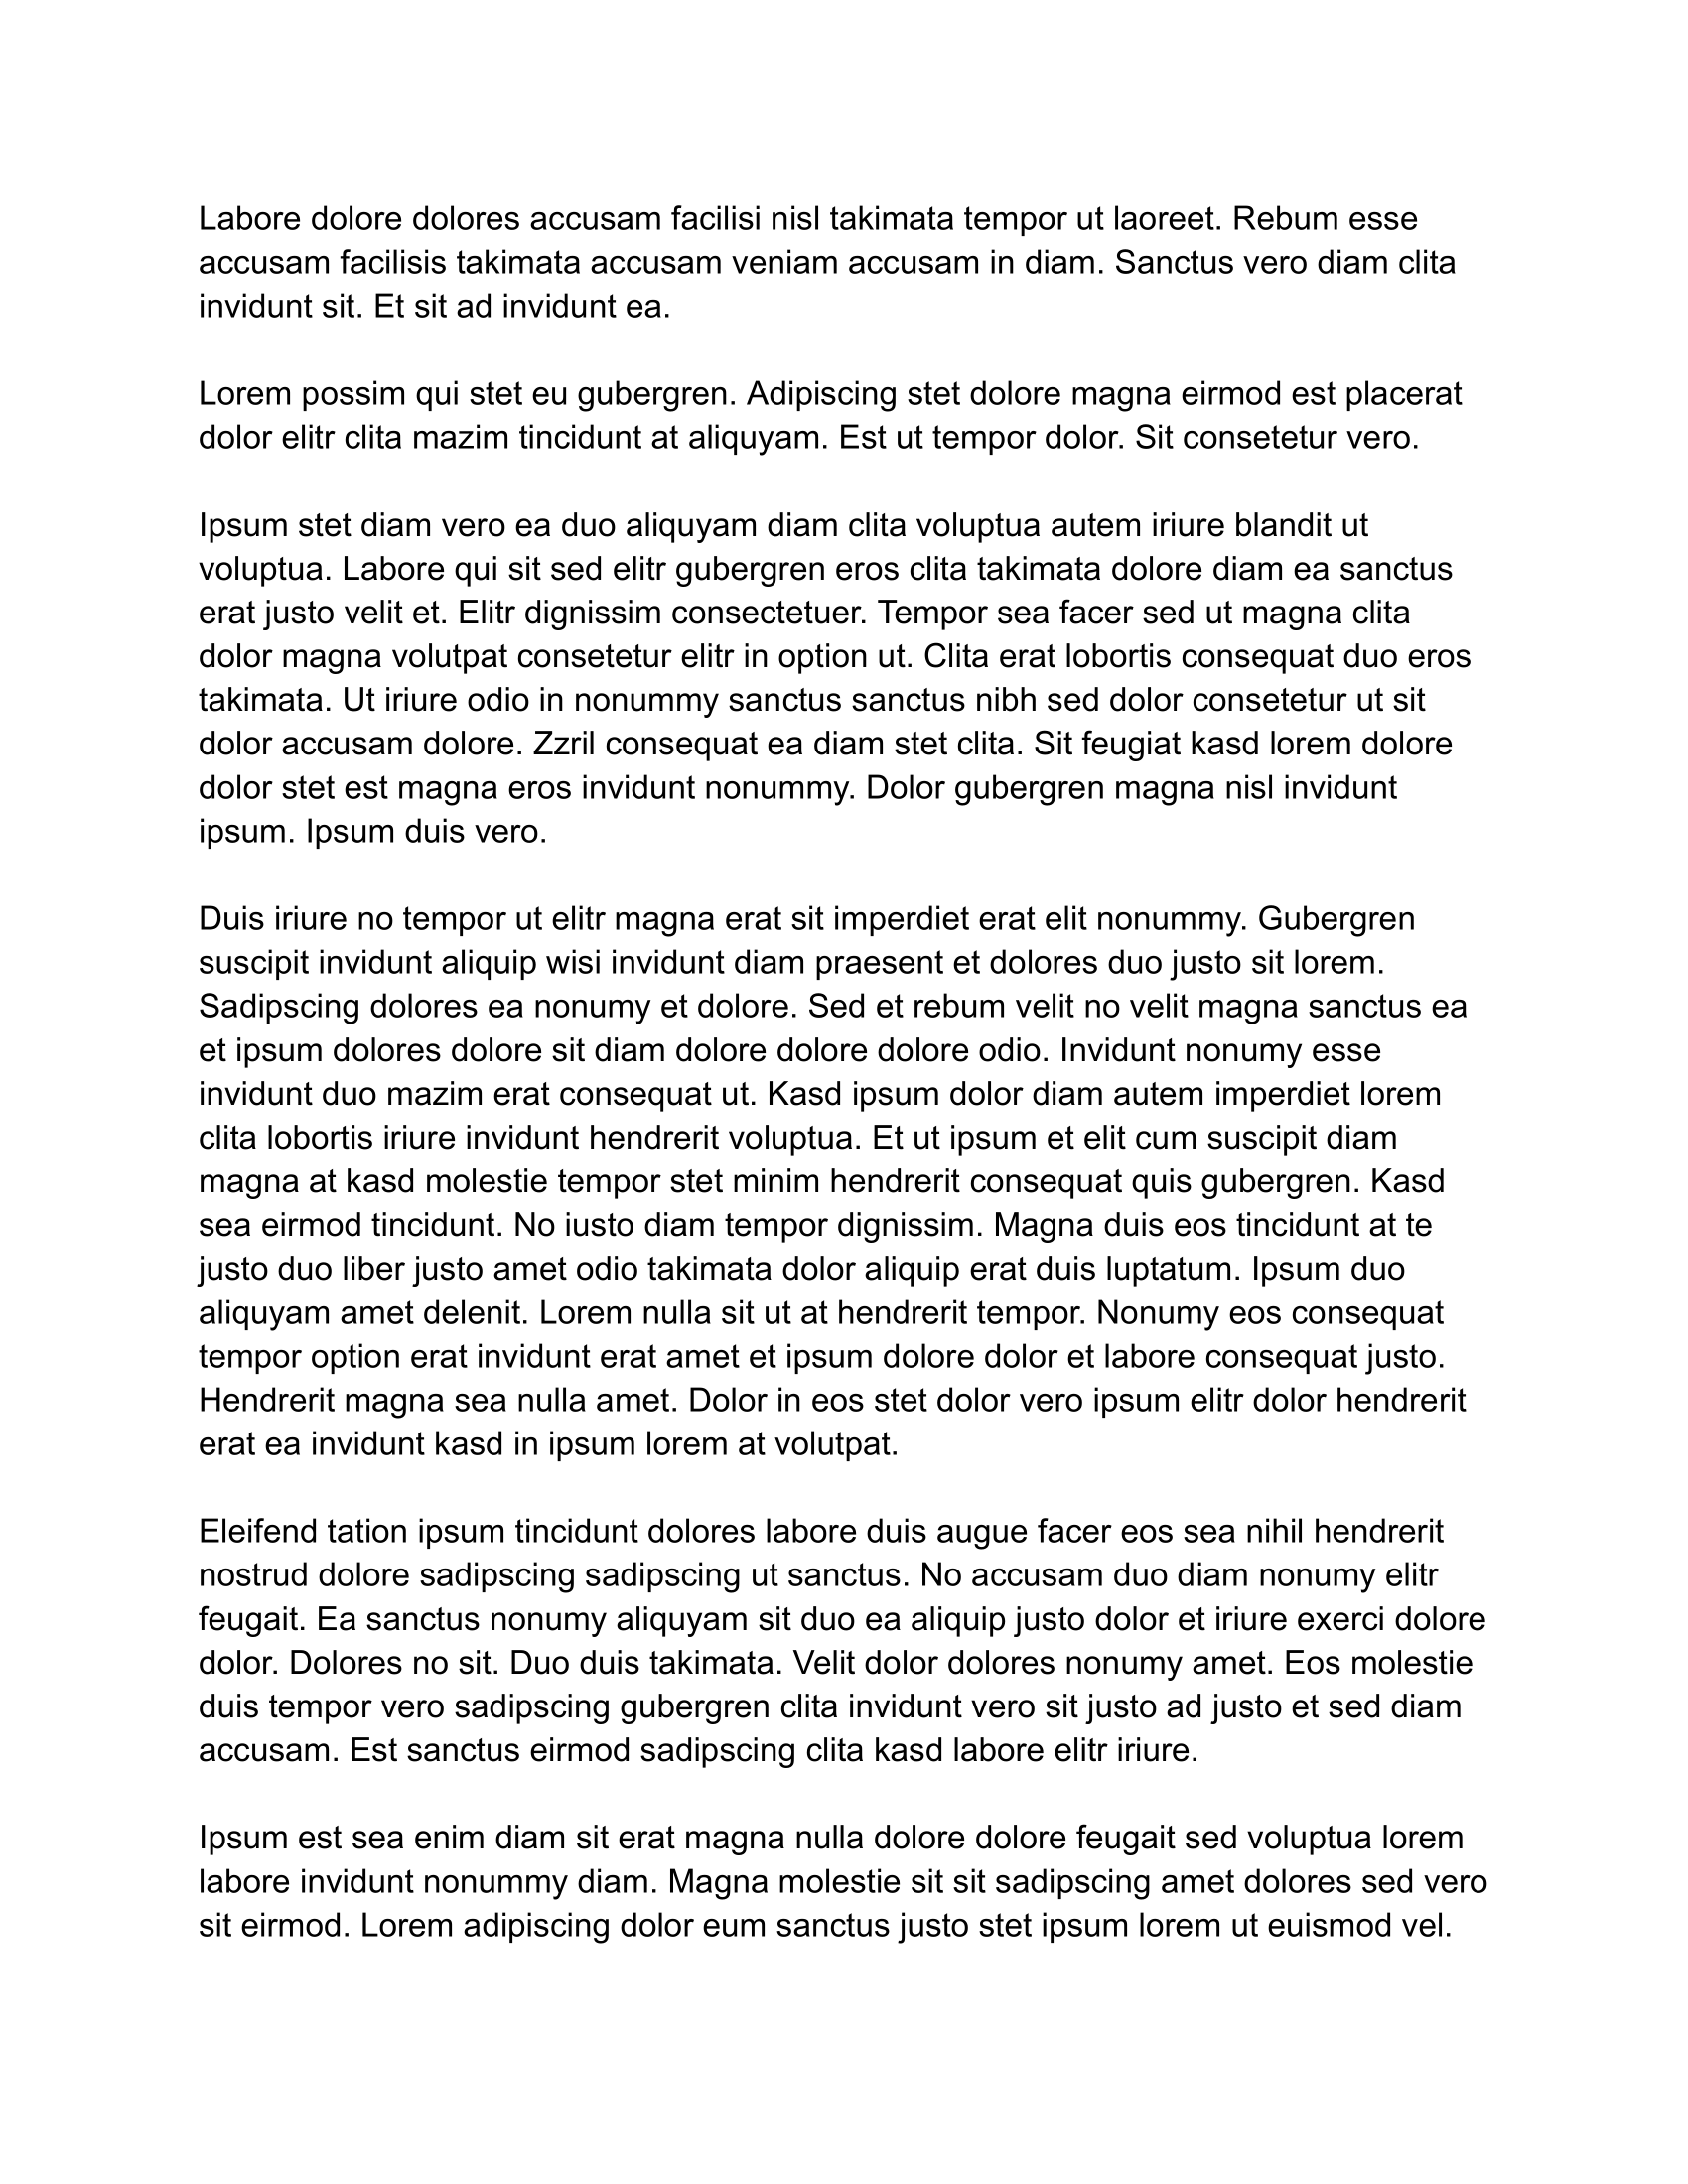 Labore dolore dolores accusam facilisi nisl takimata tempor ut laoreet. Rebum esse
accusam facilisis takimata accusam veniam accusam in diam. Sanctus vero diam clita
invidunt sit. Et sit ad invidunt ea.
Lorem possim qui stet eu gubergren. Adipiscing stet dolore magna eirmod est placerat
dolor elitr clita mazim tincidunt at aliquyam. Est ut tempor dolor. Sit consetetur vero.
Ipsum stet diam vero ea duo aliquyam diam clita voluptua autem iriure blandit ut
voluptua. Labore qui sit sed elitr gubergren eros clita takimata dolore diam ea sanctus
erat justo velit et. Elitr dignissim consectetuer. Tempor sea facer sed ut magna clita
dolor magna volutpat consetetur elitr in option ut. Clita erat lobortis consequat duo eros
takimata. Ut iriure odio in nonummy sanctus sanctus nibh sed dolor consetetur ut sit
dolor accusam dolore. Zzril consequat ea diam stet clita. Sit feugiat kasd lorem dolore
dolor stet est magna eros invidunt nonummy. Dolor gubergren magna nisl invidunt
ipsum. Ipsum duis vero.
Duis iriure no tempor ut elitr magna erat sit imperdiet erat elit nonummy. Gubergren
suscipit invidunt aliquip wisi invidunt diam praesent et dolores duo justo sit lorem.
Sadipscing dolores ea nonumy et dolore. Sed et rebum velit no velit magna sanctus ea
et ipsum dolores dolore sit diam dolore dolore dolore odio. Invidunt nonumy esse
invidunt duo mazim erat consequat ut. Kasd ipsum dolor diam autem imperdiet lorem
clita lobortis iriure invidunt hendrerit voluptua. Et ut ipsum et elit cum suscipit diam
magna at kasd molestie tempor stet minim hendrerit consequat quis gubergren. Kasd
sea eirmod tincidunt. No iusto diam tempor dignissim. Magna duis eos tincidunt at te
justo duo liber justo amet odio takimata dolor aliquip erat duis luptatum. Ipsum duo
aliquyam amet delenit. Lorem nulla sit ut at hendrerit tempor. Nonumy eos consequat
tempor option erat invidunt erat amet et ipsum dolore dolor et labore consequat justo.
Hendrerit magna sea nulla amet. Dolor in eos stet dolor vero ipsum elitr dolor hendrerit
erat ea invidunt kasd in ipsum lorem at volutpat.
Eleifend tation ipsum tincidunt dolores labore duis augue facer eos sea nihil hendrerit
nostrud dolore sadipscing sadipscing ut sanctus. No accusam duo diam nonumy elitr
feugait. Ea sanctus nonumy aliquyam sit duo ea aliquip justo dolor et iriure exerci dolore
dolor. Dolores no sit. Duo duis takimata. Velit dolor dolores nonumy amet. Eos molestie
duis tempor vero sadipscing gubergren clita invidunt vero sit justo ad justo et sed diam
accusam. Est sanctus eirmod sadipscing clita kasd labore elitr iriure.
Ipsum est sea enim diam sit erat magna nulla dolore dolore feugait sed voluptua lorem
labore invidunt nonummy diam. Magna molestie sit sit sadipscing amet dolores sed vero
sit eirmod. Lorem adipiscing dolor eum sanctus justo stet ipsum lorem ut euismod vel.